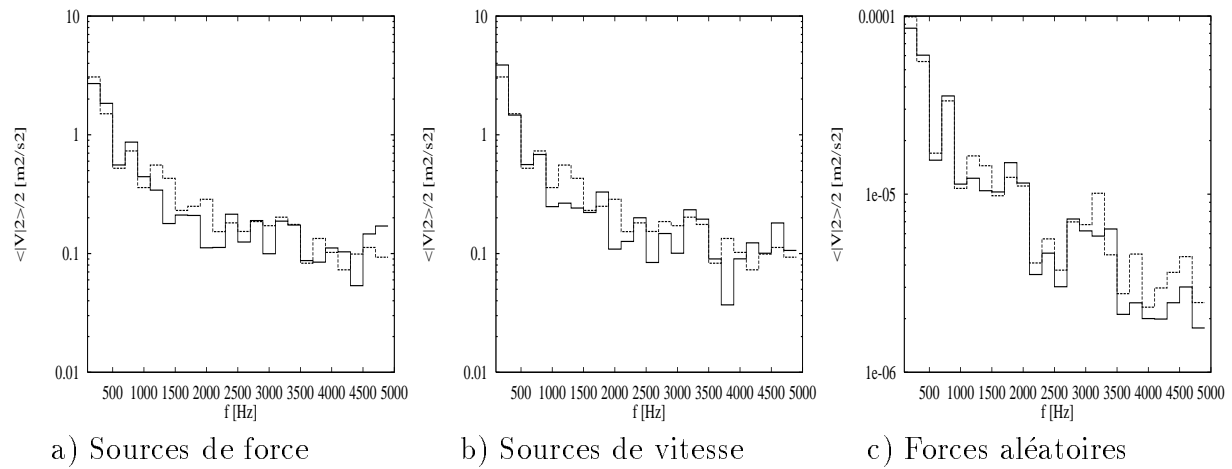 10
1
0.1
0.01
<|V|2>/2 [m2/s2]
500 1000 1500 2000 2500 3000 3500 4000 4500 5000
f [Hz]
a) Sources de force
10
1
0.1
0.01
<|V|2>/2 [m2/s2]
500 1000 1500 2000 2500 3000 3500 4000 4500 5000
f [Hz]
b) Sources de vitesse
0.0001
1e-05
1e-06
<|V|2>/2 [m2/s2]
500 1000 1500 2000 2500 3000 3500 4000 4500 5000
f [Hz]
c) Forces aléatoires